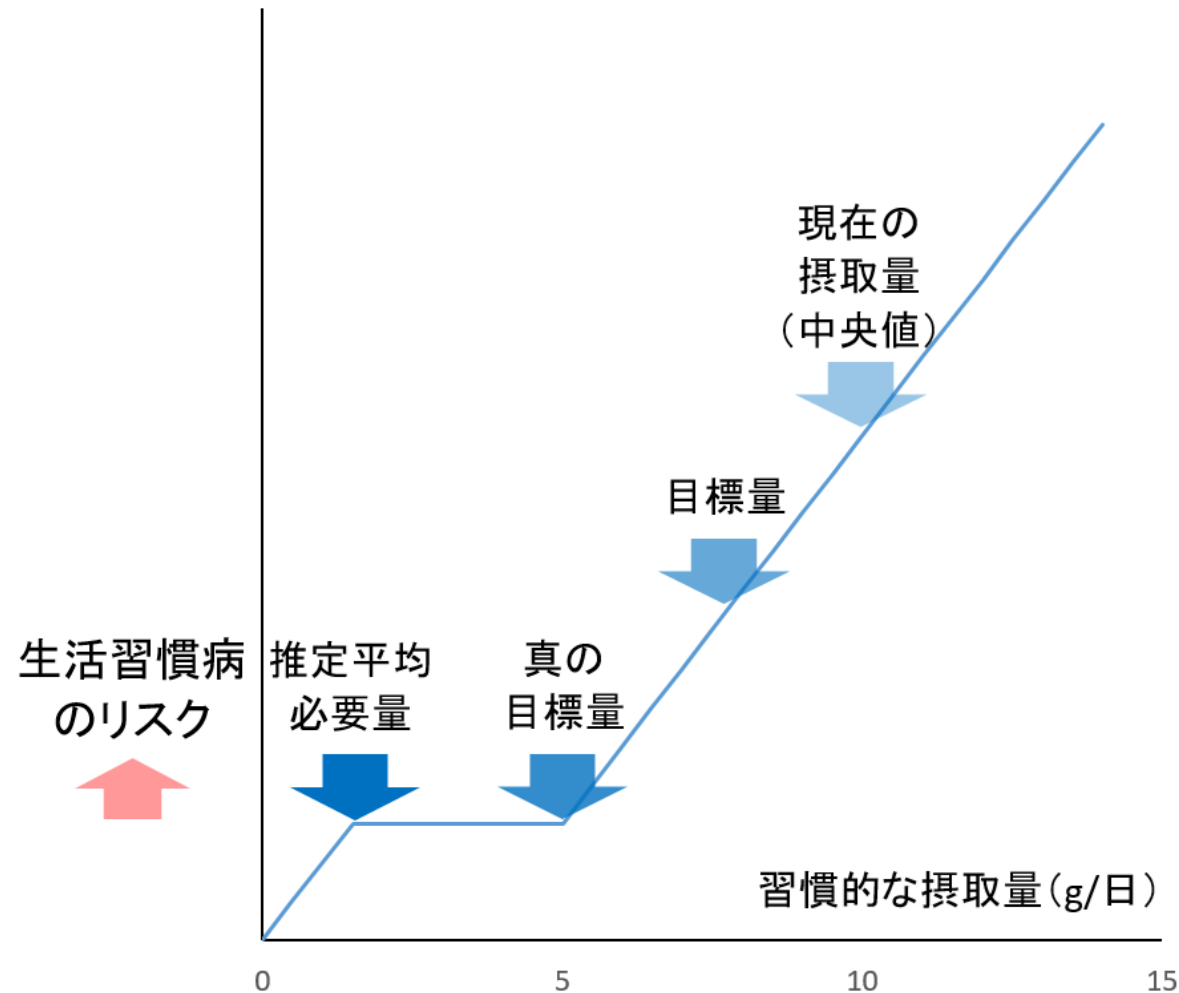 現在の
摂取量
（中央値）
目標量
生活習慣病
のリスク
推定平均
必要量
真の
目標量
習慣的な摂取量（g/日）
0
5
10
15